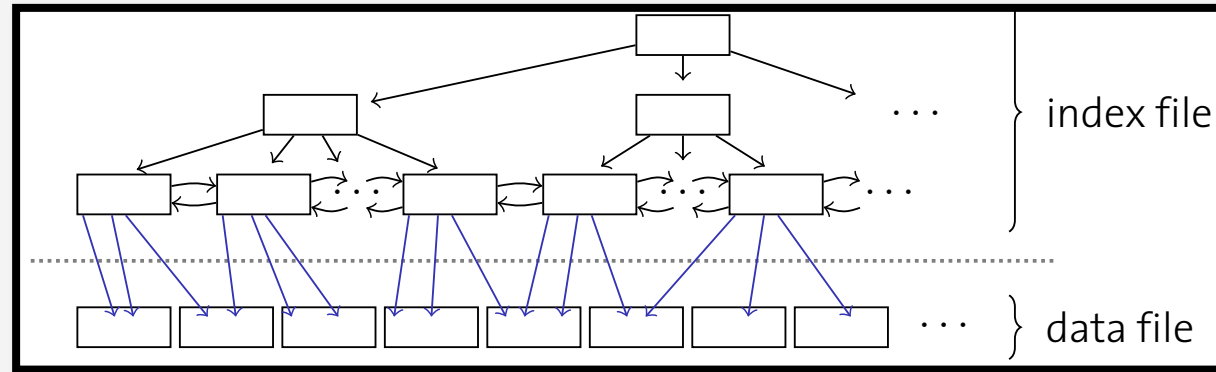 . . .
index file
. . .
. . .
. . .
. . .
data file